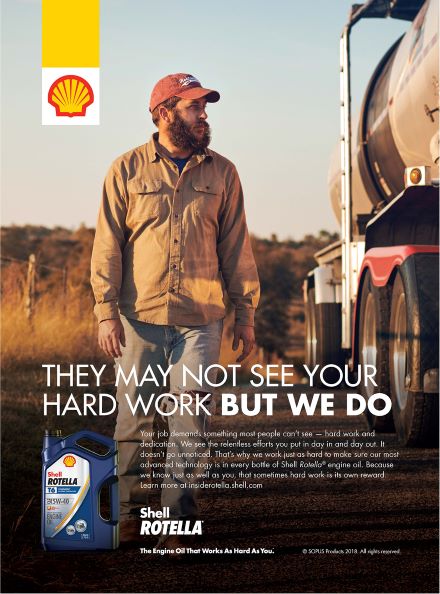 THEY MAY NOT SEE YOUR
HARD WORK BUT WE DO
Your job demands something most people can't see — hard work and
dedication. We see the relentless efforts you put in day in and day out. It
doesn't go unnoticed. That's why we work just as hard to make sure our most
advanced technology is in every bottle of Shell Rotella® engine oil. Because
we know just as well as you, that sometimes hard work is its own reward.
Learn more at insiderotella.shell.com
Shell
ROTELLA
T6
5W-40
ENGINE
OIL
Shell
ROTELLA®
The Engine Oil That Works As Hard As You.®
© SOPUS Products 2018. All rights reserved.